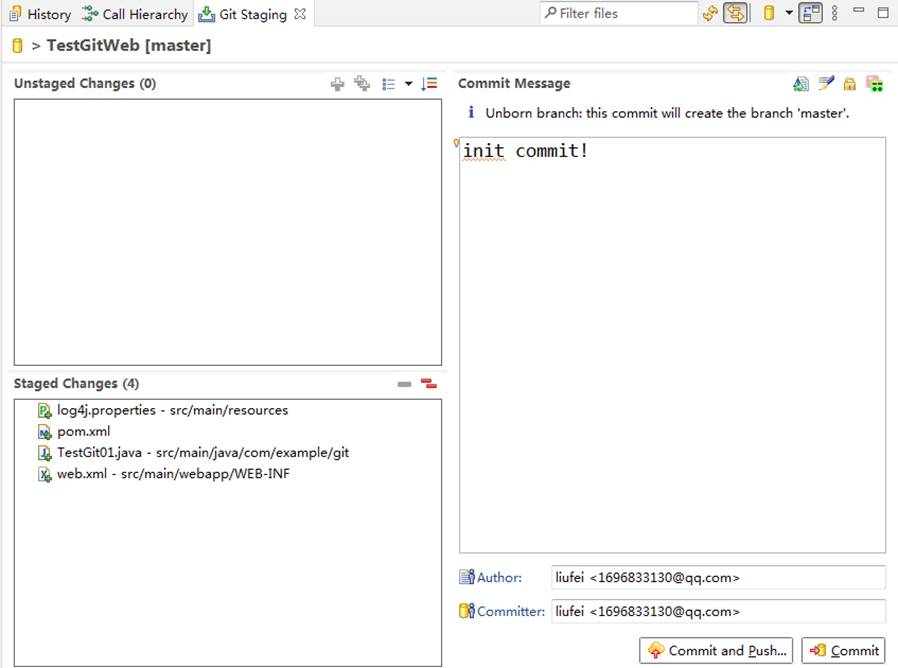 History Call Hierarchy Git Staging Filter files
> TestGitWeb [master]
Unstaged Changes (0)
Commit Message
Unborn branch: this commit will create the branch 'master'.
init commit!
Staged Changes (4)
log4j.properties - src/main/resources
pom.xml
TestGit01.java - src/main/java/com/example/git
web.xml - src/main/webapp/WEB-INF
Author: liufei <1696833130@qq.com>
Committer: liufei <1696833130@qq.com>
Commit and Push... Commit